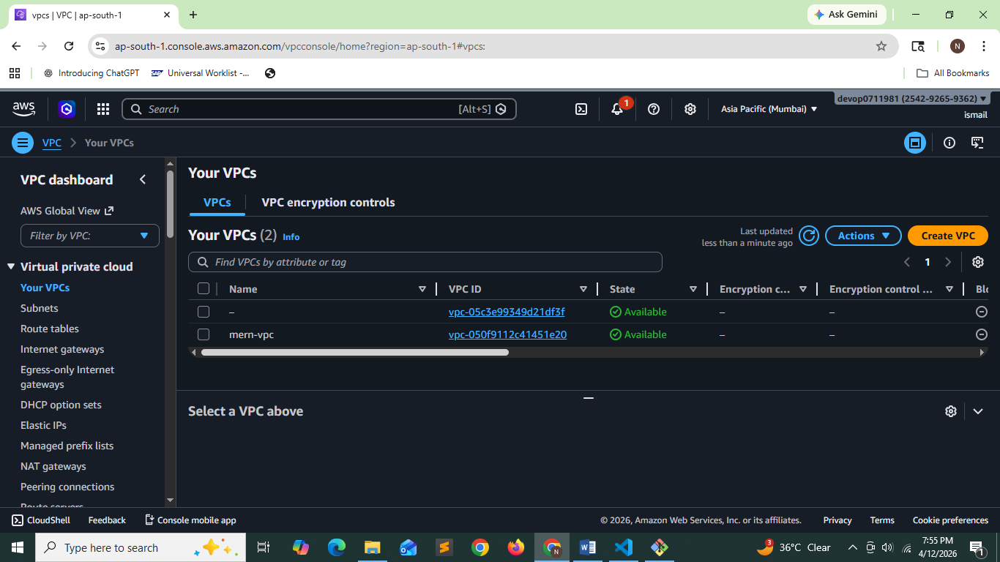 vpcs | VPC | ap-south-1
Ask Gemini
ap-south-1.console.aws.amazon.com/vpcconsole/home?region=ap-south-1#vpcs:
N
Introducing ChatGPT
SAP
Universal Worklist -...
All Bookmarks
aws
Search
[Alt+S]
1
Asia Pacific (Mumbai)
devop0711981 (2542-9265-9362)
ismail
VPC
Your VPCs
VPC dashboard
AWS Global View
Filter by VPC:
Virtual private cloud
Your VPCs
Subnets
Route tables
Internet gateways
Egress-only Internet
gateways
DHCP option sets
Elastic IPs
Managed prefix lists
NAT gateways
Peering connections
Route servers
Your VPCs
VPCs
VPC encryption controls
Your VPCs (2) Info
Last updated
less than a minute ago
Actions
Create VPC
Find VPCs by attribute or tag
1
Name VPC ID State Encryption c... Encryption control ... Blo
– vpc-05c3e99349d21df3f Available – –
mern-vpc vpc-050f9112c41451e20 Available – –
Select a VPC above
CloudShell Feedback Console mobile app
© 2026, Amazon Web Services, Inc. or its affiliates. Privacy Terms Cookie preferences
Type here to search
N
3
36°C Clear
7:55 PM
4/12/2026
1